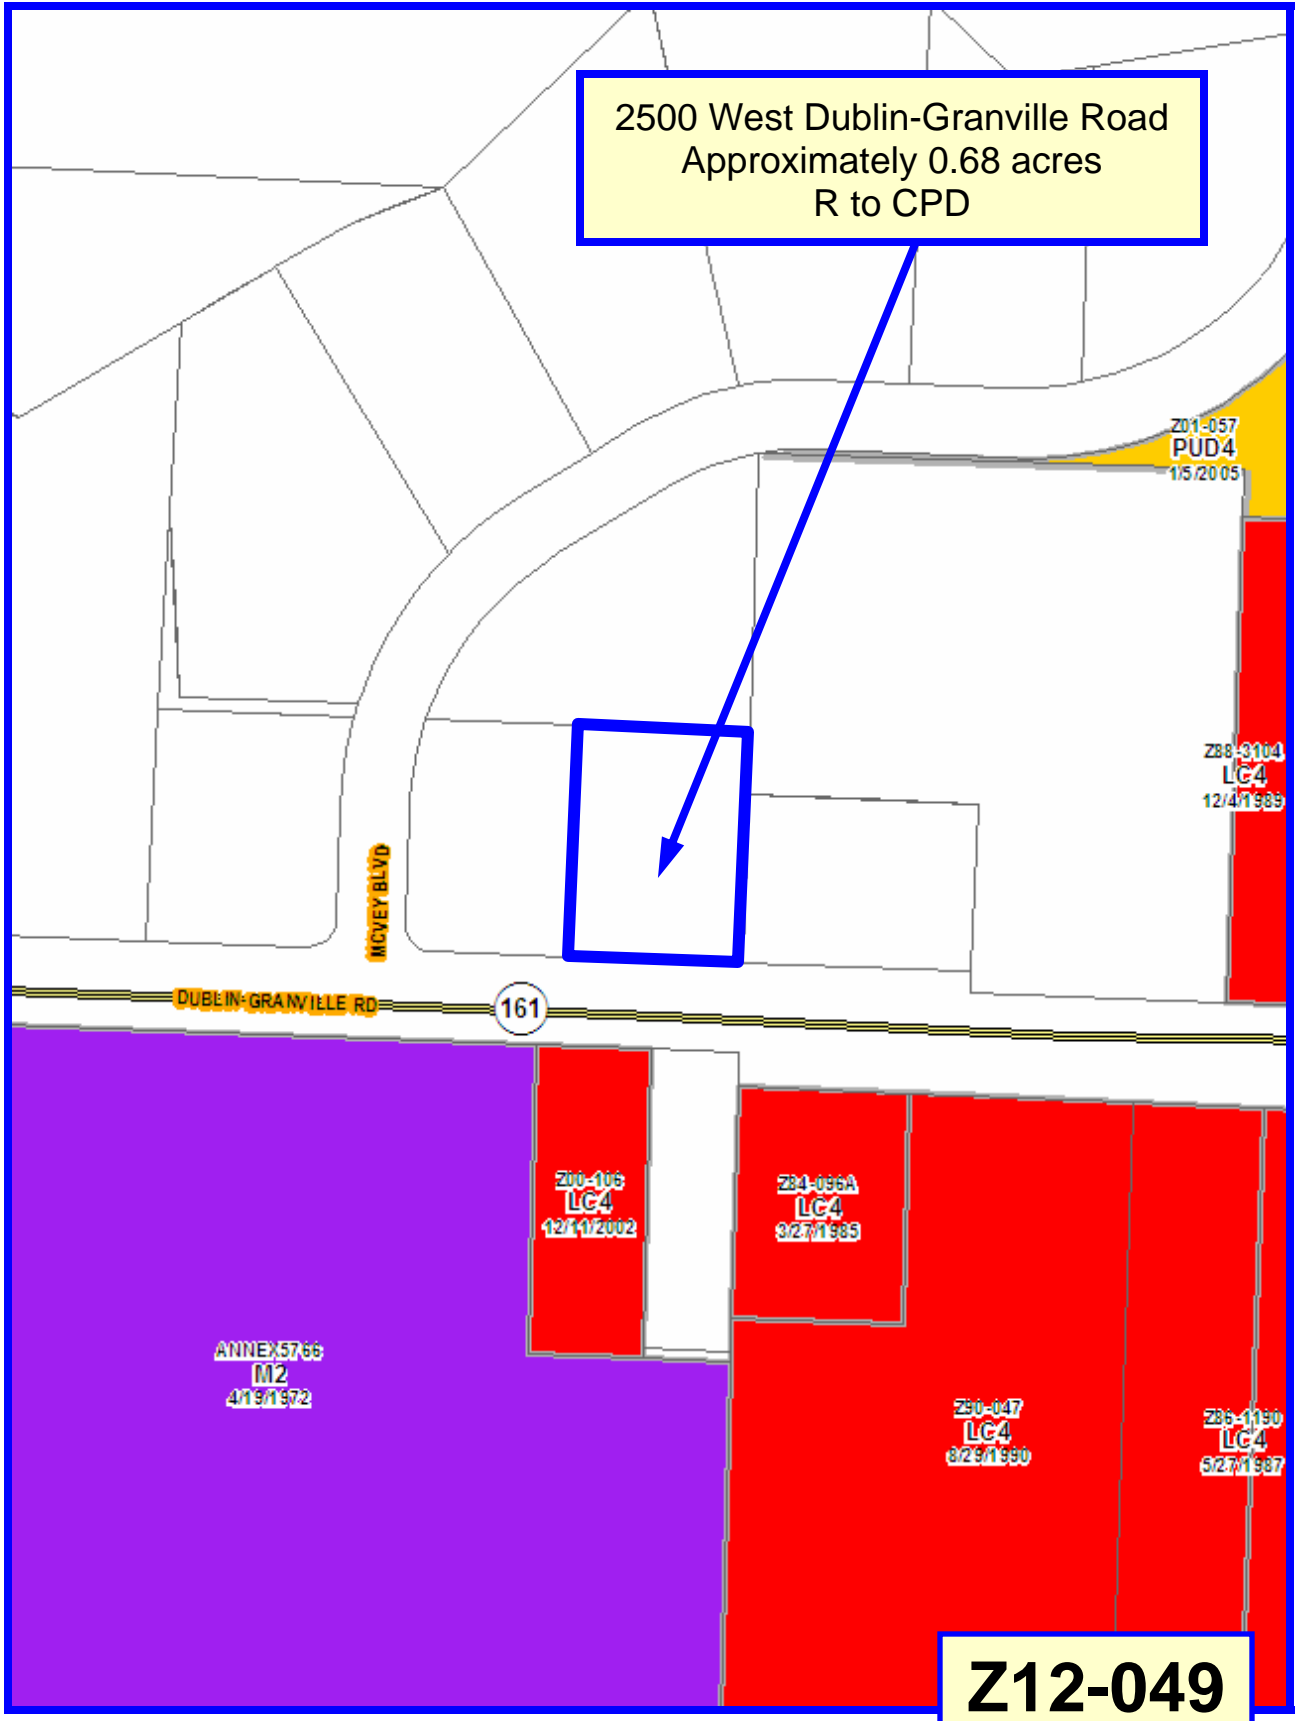 2500 West Dublin-Granville Road
Approximately 0.68 acres
R to CPD
Z01-057
PUD4
1/5/2005
Z88-3104
LC4
12/4/1989
MCVEY BLVD
DUBLIN-GRANVILLE RD
161
Z00-106
LC4
12/11/2002
Z84-096A
LC4
3/27/1985
ANNEX5766
M2
4/19/1972
Z90-047
LC4
8/29/1990
Z86-1190
LC4
5/27/1987
Z12-049